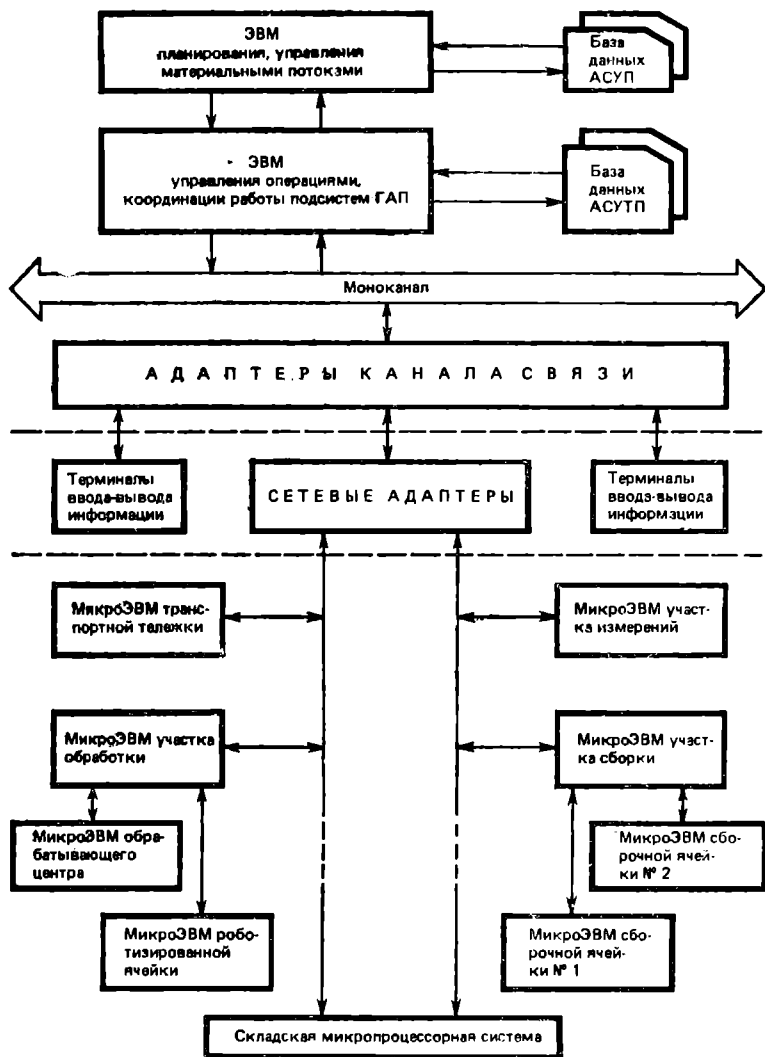 ЭВМ
планирования, управления
материальными потоками
База
данных
АСУП
ЭВМ
управления операциями,
координации работы подсистем ГАП
База
данных
АСУТП
Моноканал
АДАПТЕРЫ КАНАЛА СВЯЗИ
Терминалы
ввода-вывода
информации
СЕТЕВЫЕ АДАПТЕРЫ
Терминалы
ввода-вывода
информации
МикроЭВМ транс-
портной тележки
МикроЭВМ участ-
ка измерений
МикроЭВМ участка
обработки
МикроЭВМ участ-
ка сборки
МикроЭВМ обра-
батывающего
центра
МикроЭВМ сбо-
рочной ячей-
ки № 2
МикроЭВМ робо-
тизированной
ячейки
МикроЭВМ сбо-
рочной ячей-
ки № 1
Складская микропроцессорная система